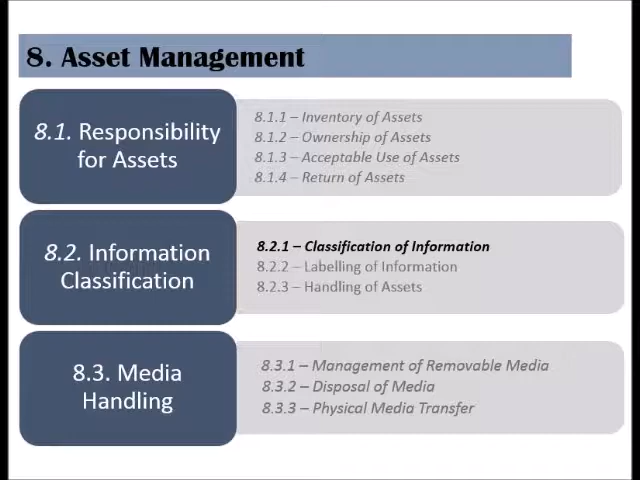 8. Asset Management
8.1. Responsibility
for Assets
8.1.1 – Inventory of Assets
8.1.2 – Ownership of Assets
8.1.3 – Acceptable Use of Assets
8.1.4 – Return of Assets
8.2. Information
Classification
8.2.1 – Classification of Information
8.2.2 – Labelling of Information
8.2.3 – Handling of Assets
8.3. Media
Handling
8.3.1 – Management of Removable Media
8.3.2 – Disposal of Media
8.3.3 – Physical Media Transfer